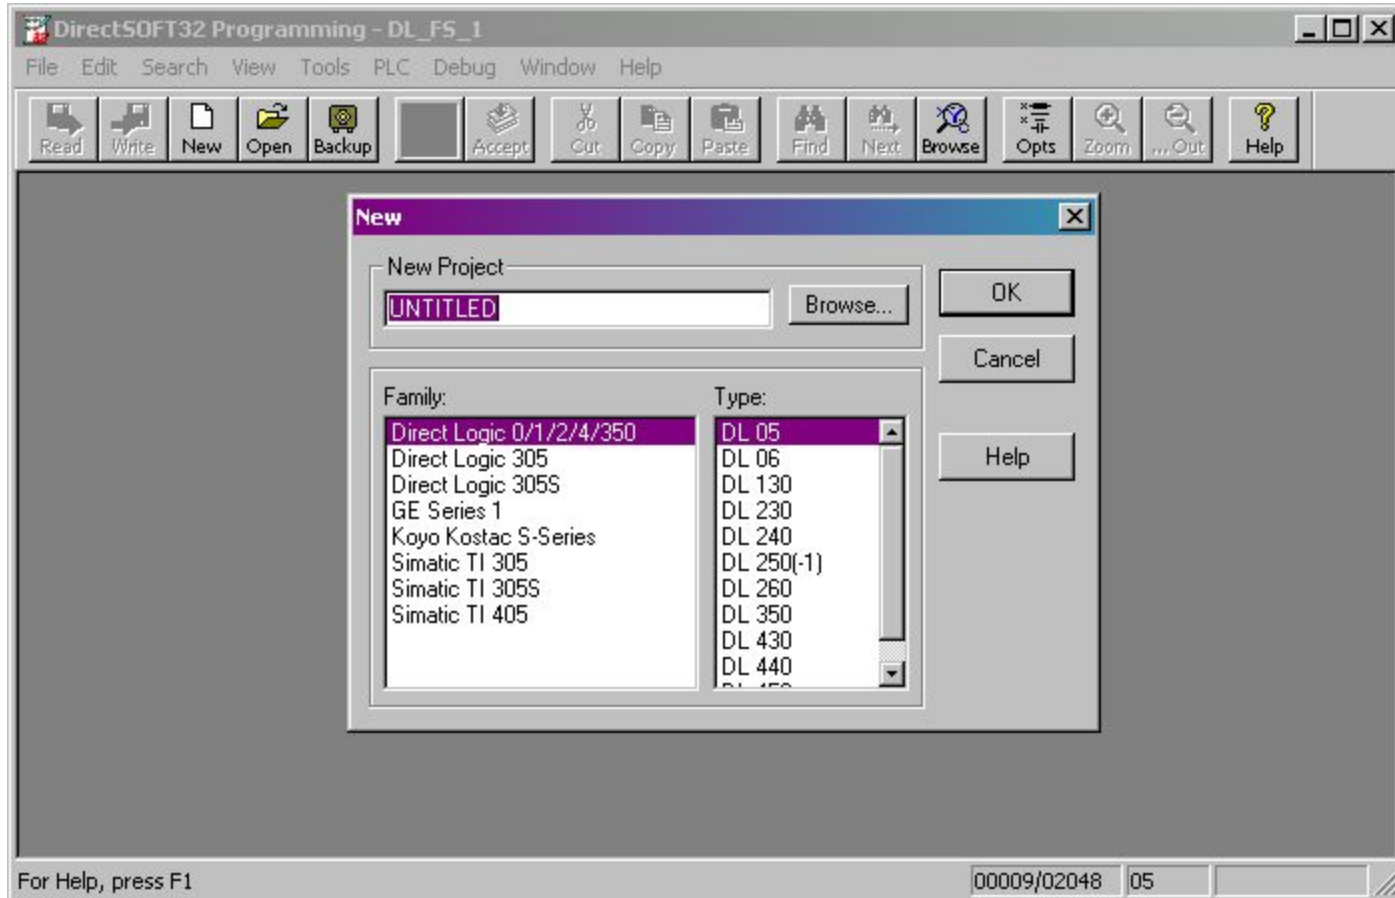 DirectSOFT32 Programming - DL_FS_1
File Edit Search View Tools PLC Debug Window Help
Read Write New Open Backup Accept Cut Copy Paste Find Next Browse Opts Zoom ... Out Help
New
New Project
UNTITLED
Browse...
OK
Cancel
Help
Family:
Direct Logic 0/1/2/4/350
Direct Logic 305
Direct Logic 305S
GE Series 1
Koyo Kostac S-Series
Simatic TI 305
Simatic TI 305S
Simatic TI 405
Type:
DL 05
DL 06
DL 130
DL 230
DL 240
DL 250(-1)
DL 260
DL 350
DL 430
DL 440
For Help, press F1
00009/02048 05